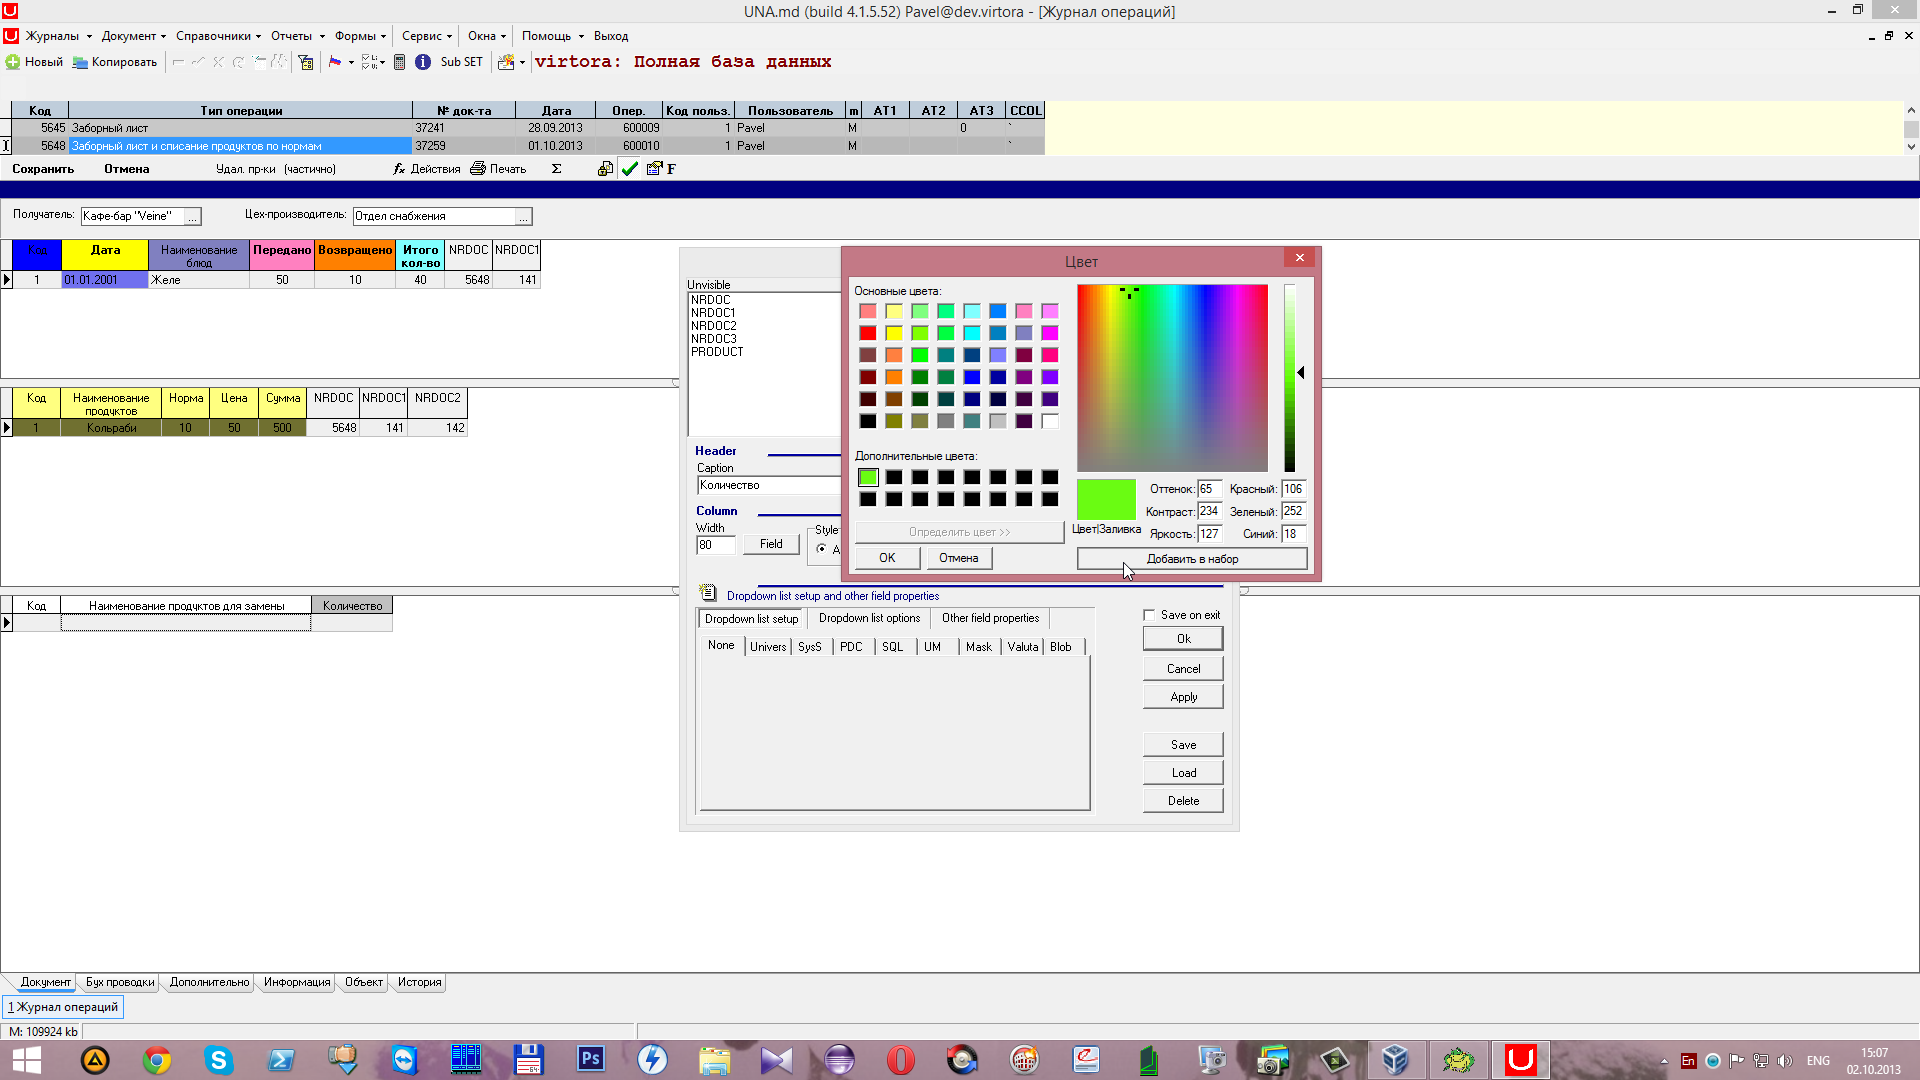 UNA.md (build 4.1.5.52) Pavel@dev.virtora - [Журнал операций]
Журналы Документ Справочники Отчеты Формы Сервис Окна Помощь Выход
Новый Копировать Sub SET virtora: Полная база данных
Код Тип операции № док-та Дата Опер. Код польз. Пользователь m AT1 AT2 AT3 CCOL
5645 Заборный лист 37241 28.09.2013 600009 1 Pavel M 0 `
5648 Заборный лист и списание продуктов по нормам 37259 01.10.2013 600010 1 Pavel M `
Сохранить Отмена Удал. пр-ки (частично) fx Действия Печать Σ F
Получатель: Кафе-бар "Veine" ... Цех-производитель: Отдел снабжения ...
Код Дата Наименование блюд Передано Возвращено Итого кол-во NRDOC NRDOC1
1 01.01.2001 Желе 50 10 40 5648 141
Код Наименование продуктов Норма Цена Сумма NRDOC NRDOC1 NRDOC2
1 Кольраби 10 50 500 5648 141 142
Код Наименование продуктов для замены Количество
Unvisible
NRDOC
NRDOC1
NRDOC2
NRDOC3
PRODUCT
Header
Caption
Количество
Column
Width
80 Field
Style
A
Цвет
Основные цвета:
Дополнительные цвета:
Определить цвет >>
OK Отмена
Цвет|Заливка
Оттенок: 65 Красный: 106
Контраст: 234 Зеленый: 252
Яркость: 127 Синий: 18
Добавить в набор
Dropdown list setup and other field properties
Dropdown list setup Dropdown list options Other field properties
None Univers SysS PDC SQL UM Mask Valuta Blob
Save on exit
Ok
Cancel
Apply
Save
Load
Delete
Документ Бух проводки Дополнительно Информация Объект История
1 Журнал операций
M: 109924 kb
Ps
64
En
ENG
15:07
02.10.2013